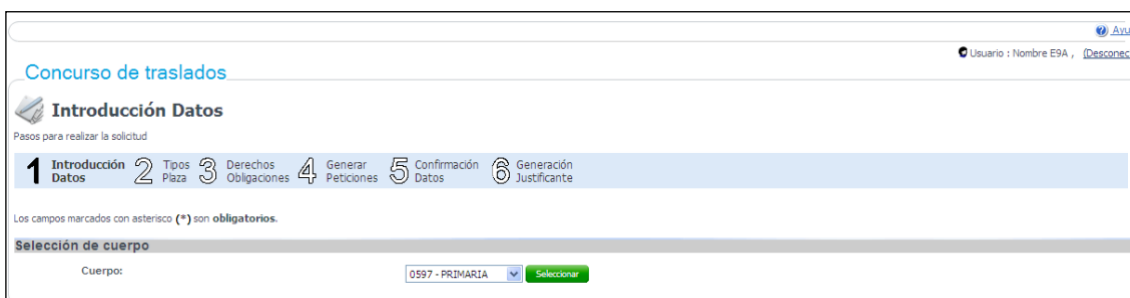 Ayu
Usuario : Nombre E9A , (Desconec
Concurso de traslados
Introducción Datos
Pasos para realizar la solicitud
1 Introducción Datos 2 Tipos Plaza 3 Derechos Obligaciones 4 Generar Peticiones 5 Confirmación Datos 6 Generación Justificante
Los campos marcados con asterisco (*) son obligatorios.
Selección de cuerpo
Cuerpo: 0597 - PRIMARIA Seleccionar